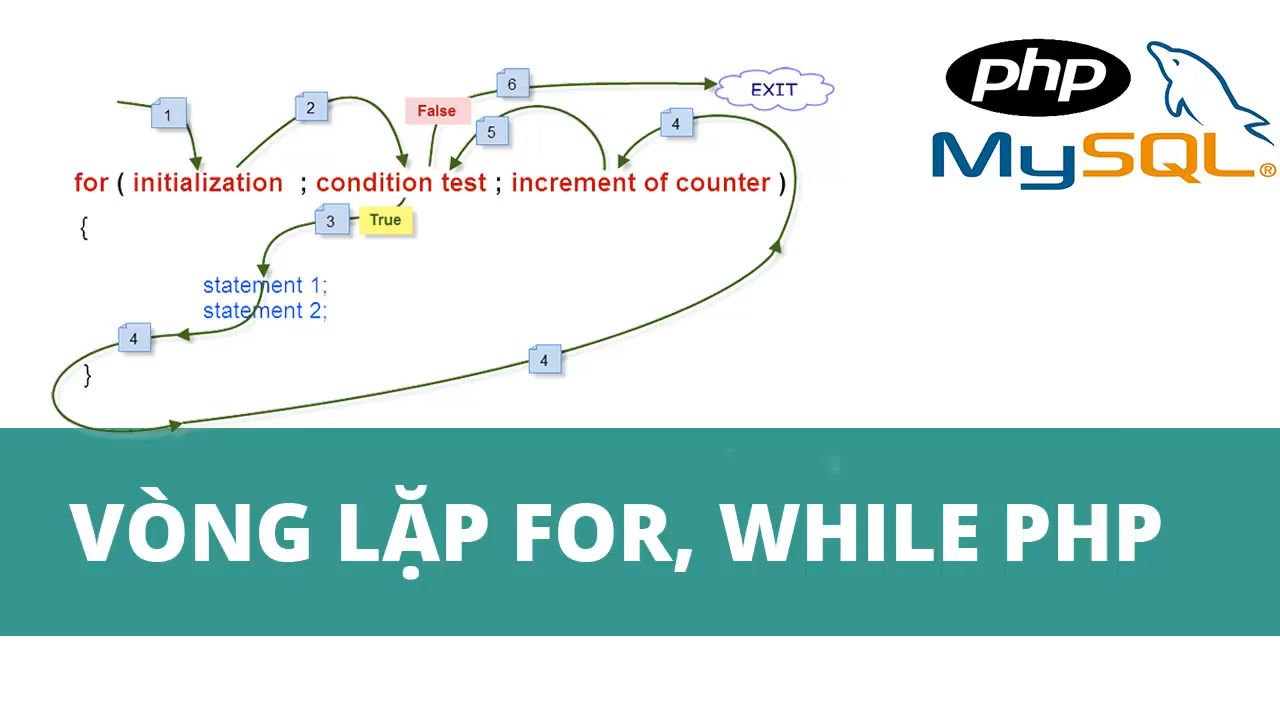 6
EXIT
1
2
False
5
4
for ( initialization ; condition test ; increment of counter )
3
True
{
statement 1;
statement 2;
4
4
}
php
MySQL®
VÒNG LẶP FOR, WHILE PHP